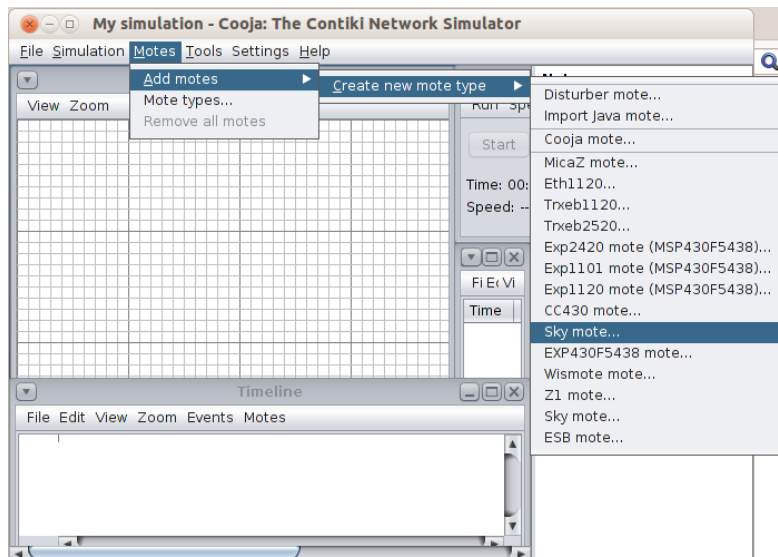 My simulation - Cooja: The Contiki Network Simulator
File Simulation Motes Tools Settings Help
Add motes
Mote types...
Remove all motes
Create new mote type
Disturber mote...
Import Java mote...
Cooja mote...
MicaZ mote...
Eth1120...
Trxeb1120...
Trxeb2520...
Exp2420 mote (MSP430F5438)...
Exp1101 mote (MSP430F5438)...
Exp1120 mote (MSP430F5438)...
CC430 mote...
Sky mote...
EXP430F5438 mote...
Wismote mote...
Z1 mote...
Sky mote...
ESB mote...
View Zoom
Run Spe
Start
Time: 00:
Speed: --
Fi Vi
Time
Timeline
File Edit View Zoom Events Motes